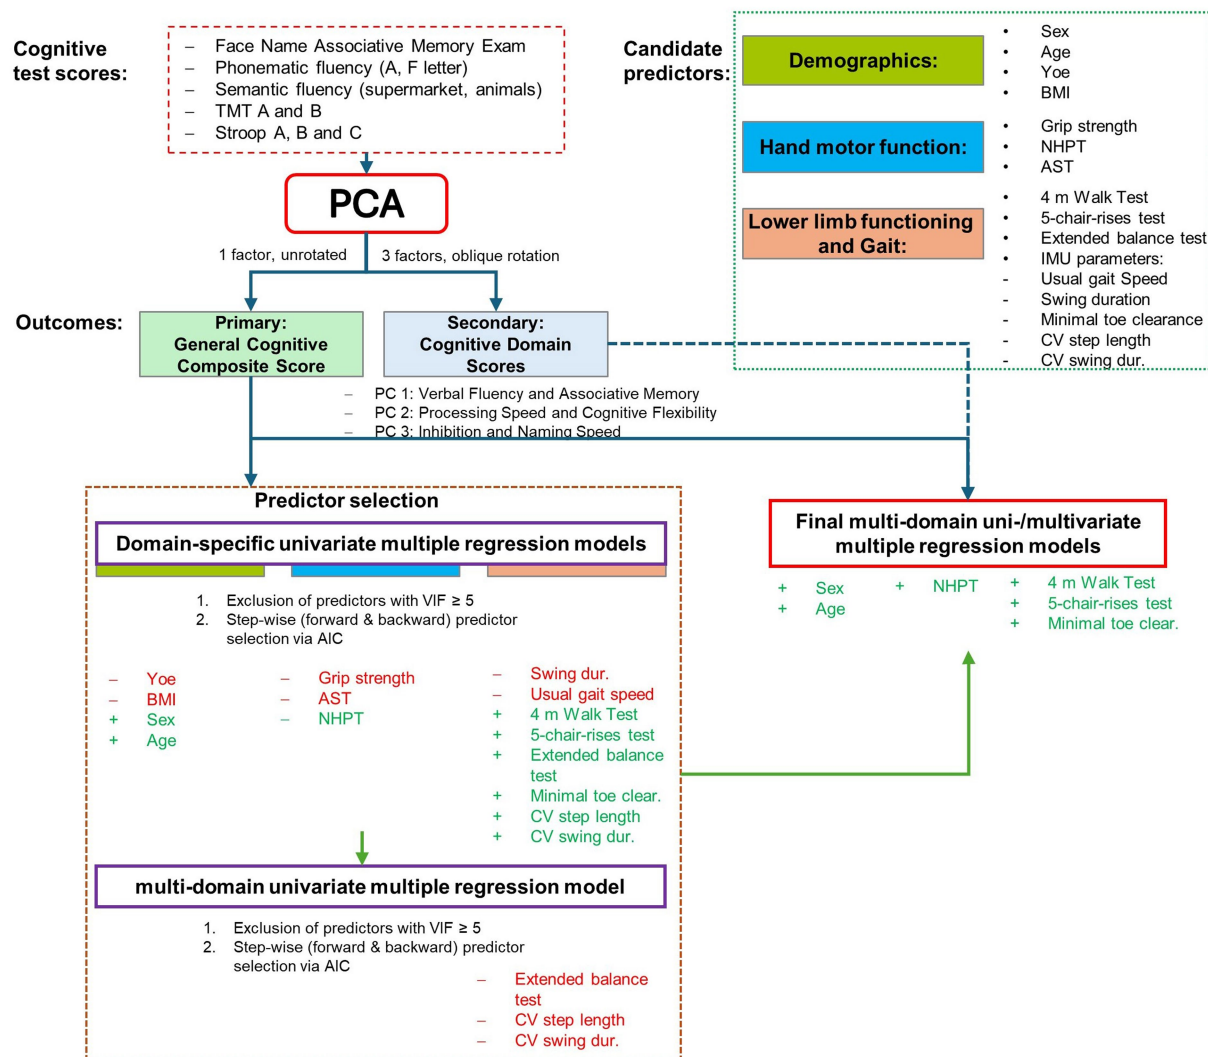 Cognitive
test scores:
– Face Name Associative Memory Exam
– Phonematic fluency (A, F letter)
– Semantic fluency (supermarket, animals)
– TMT A and B
– Stroop A, B and C
PCA
1 factor, unrotated
3 factors, oblique rotation
Outcomes:
Primary:
General Cognitive
Composite Score
Secondary:
Cognitive Domain
Scores
– PC 1: Verbal Fluency and Associative Memory
– PC 2: Processing Speed and Cognitive Flexibility
– PC 3: Inhibition and Naming Speed
Candidate
predictors:
Demographics:
• Sex
• Age
• Yoe
• BMI
Hand motor function:
• Grip strength
• NHPT
• AST
Lower limb functioning
and Gait:
• 4 m Walk Test
• 5-chair-rises test
• Extended balance test
• IMU parameters:
- Usual gait Speed
- Swing duration
- Minimal toe clearance
- CV step length
- CV swing dur.
Predictor selection
Domain-specific univariate multiple regression models
1. Exclusion of predictors with VIF ≥ 5
2. Step-wise (forward & backward) predictor
selection via AIC
– Yoe
– BMI
+ Sex
+ Age
– Grip strength
– AST
– NHPT
– Swing dur.
– Usual gait speed
+ 4 m Walk Test
+ 5-chair-rises test
+ Extended balance
test
+ Minimal toe clear.
+ CV step length
+ CV swing dur.
multi-domain univariate multiple regression model
1. Exclusion of predictors with VIF ≥ 5
2. Step-wise (forward & backward) predictor
selection via AIC
– Extended balance
test
– CV step length
– CV swing dur.
Final multi-domain uni-/multivariate
multiple regression models
+ Sex
+ Age
+ NHPT
+ 4 m Walk Test
+ 5-chair-rises test
+ Minimal toe clear.